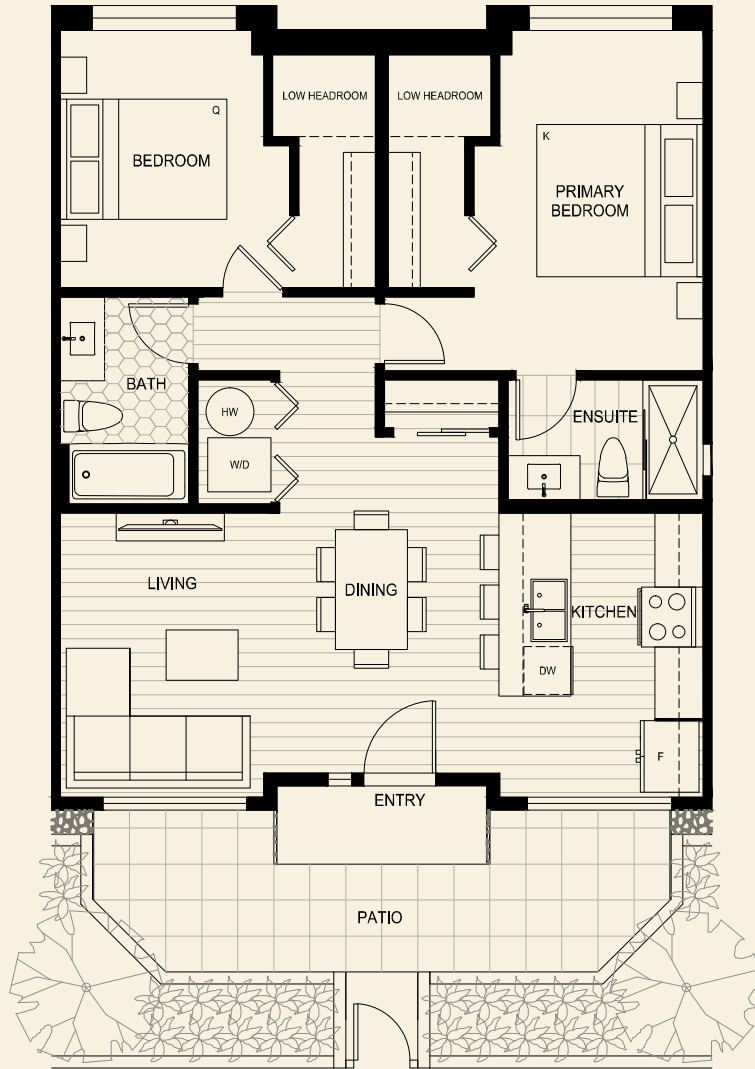 LOW HEADROOM
LOW HEADROOM
Q
K
BEDROOM
PRIMARY
BEDROOM
BATH
HW
ENSUITE
W/D
LIVING
DINING
KITCHEN
DW
F
ENTRY
PATIO